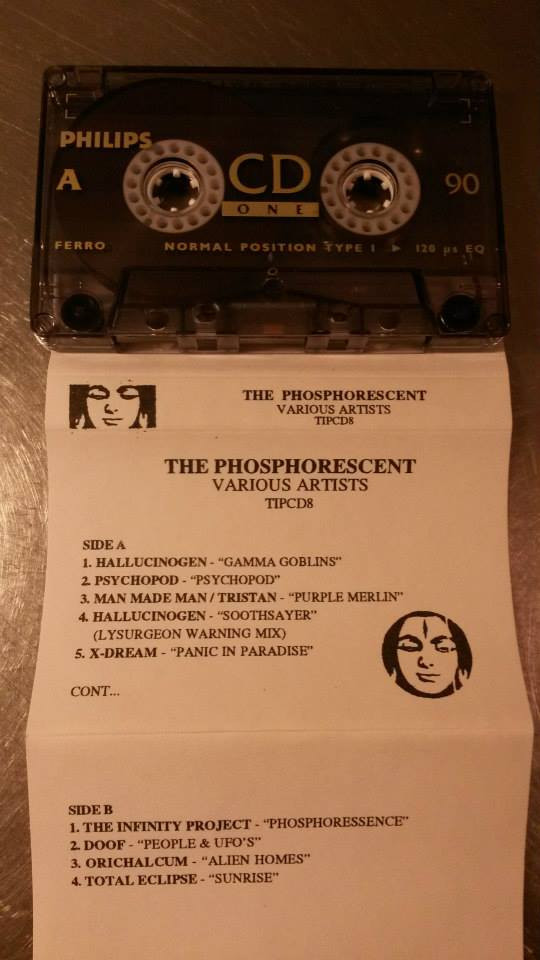 PHILIPS
A
CD
ONE
90
FERRO
NORMAL POSITION TYPE I ▶ 120 µs EQ
THE PHOSPHORESCENT
VARIOUS ARTISTS
TIPCD8
THE PHOSPHORESCENT
VARIOUS ARTISTS
TIPCD8
SIDE A
1. HALLUCINOGEN - "GAMMA GOBLINS"
2. PSYCHOPOD - "PSYCHOPOD"
3. MAN MADE MAN / TRISTAN - "PURPLE MERLIN"
4. HALLUCINOGEN - "SOOTHSAYER"
(LYSURGEON WARNING MIX)
5. X-DREAM - "PANIC IN PARADISE"
CONT...
SIDE B
1. THE INFINITY PROJECT - "PHOSPHORESSENCE"
2. DOOF - "PEOPLE & UFO'S"
3. ORICHALCUM - "ALIEN HOMES"
4. TOTAL ECLIPSE - "SUNRISE"